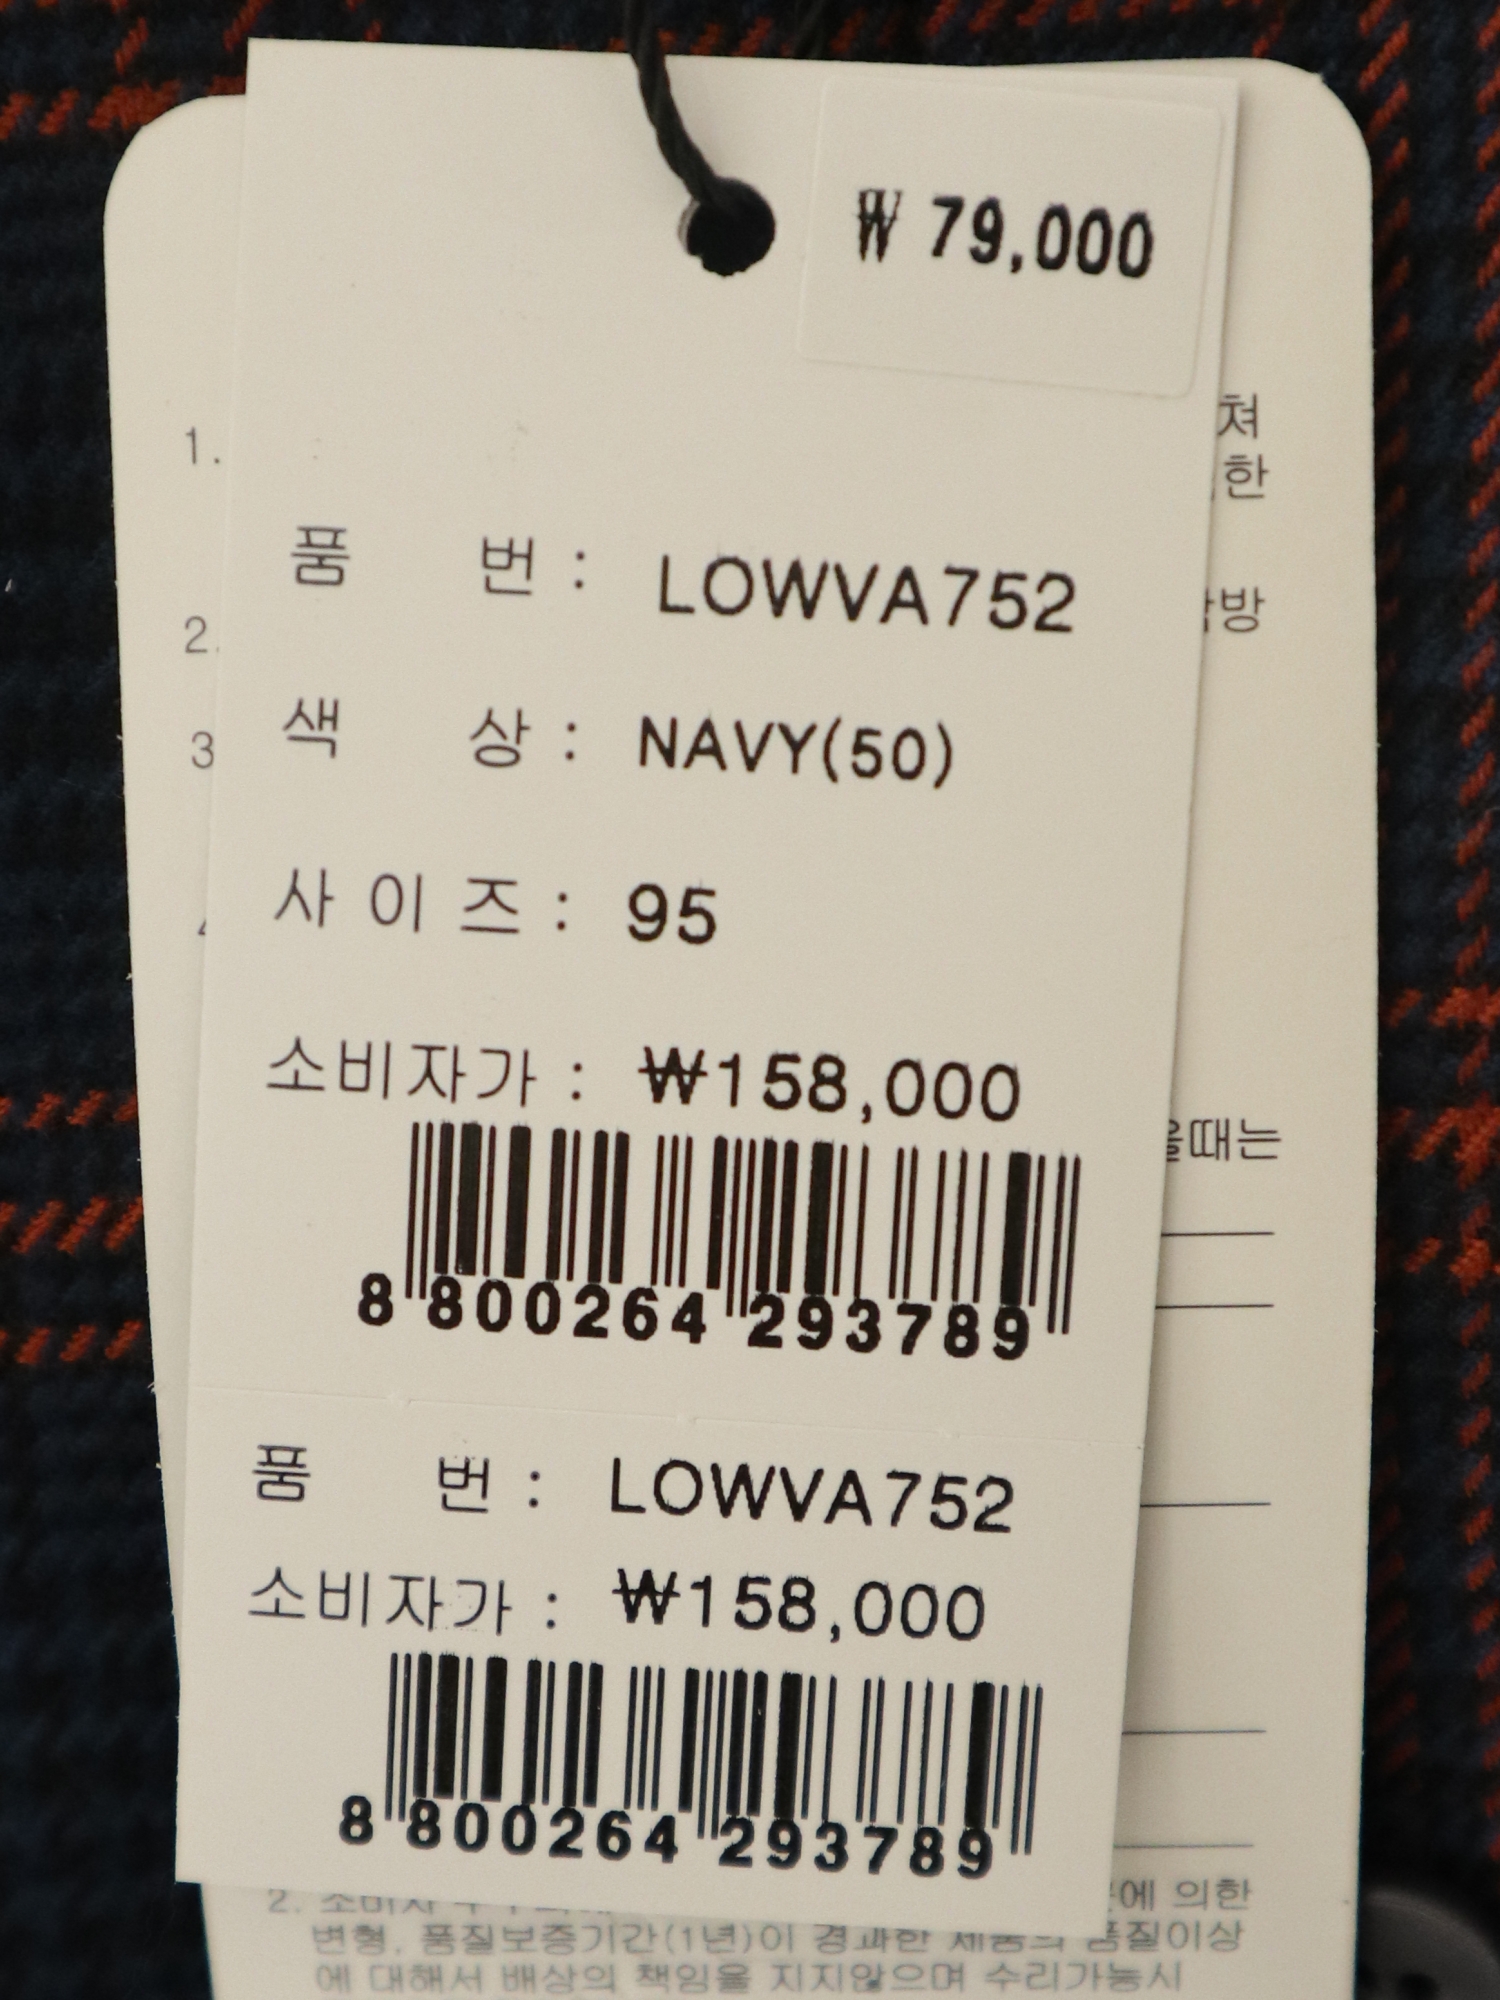 ₩ 79,000
품 번 : LOWVA752
색 상 : NAVY(50)
사 이 즈 : 95
소비자가 : ₩158,000
8 800264 293789
품 번 : LOWVA752
소비자가 : ₩158,000
8 800264 293789
1.
쳐
한
2.
방
3
을때는
2. 소비자
에 의한
변형, 품질보증기간(1년)이 경과한 제품의 품질이상
에 대해서 배상의 책임을 지지않으며 수리가능시